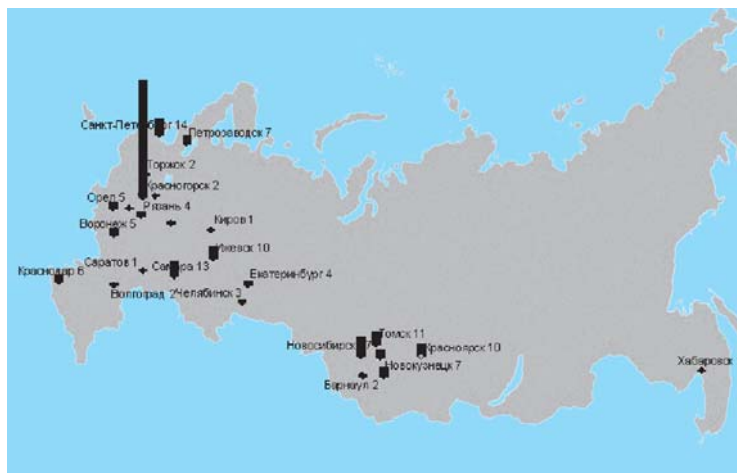 Санкт-Петербург 14
Петрозаводск 7
Торжок 2
Красногорск 2
Орел 5
Рязань 4
Воронеж 5
Киров 1
Ижевск 10
Саратов 1
Самара 13
Краснодар 6
Екатеринбург 4
Волгоград 2
Челябинск 3
Томск 11
Новосибирск 7
Красноярск 10
Новокузнецк 7
Барнаул 2
Хабаровск